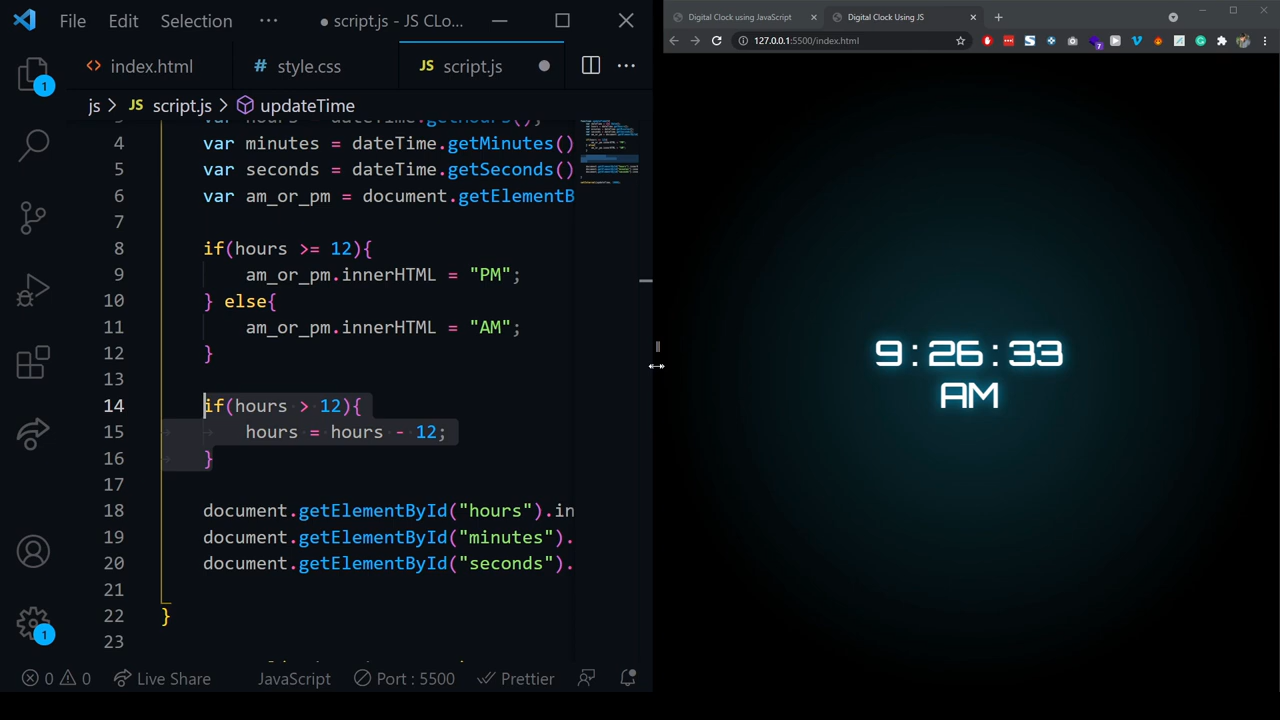 File Edit Selection ··· ● script.js - JS CLo...
index.html
# style.css
JS script.js
js > JS script.js > updateTime
4 var minutes = dateTime.getMinutes()
5 var seconds = dateTime.getSeconds()
6 var am_or_pm = document.getElementB
7
8 if(hours >= 12){
9 am_or_pm.innerHTML = "PM";
10 } else{
11 am_or_pm.innerHTML = "AM";
12 }
13
14 if(hours > 12){
15 hours = hours - 12;
16 }
17
18 document.getElementById("hours").in
19 document.getElementById("minutes").
20 document.getElementById("seconds").
21
22 }
23
1
1
0 0 Live Share JavaScript Port : 5500 Prettier
Digital Clock using JavaScript
Digital Clock Using JS
127.0.0.1:5500/index.html
9 : 26 : 33
AM